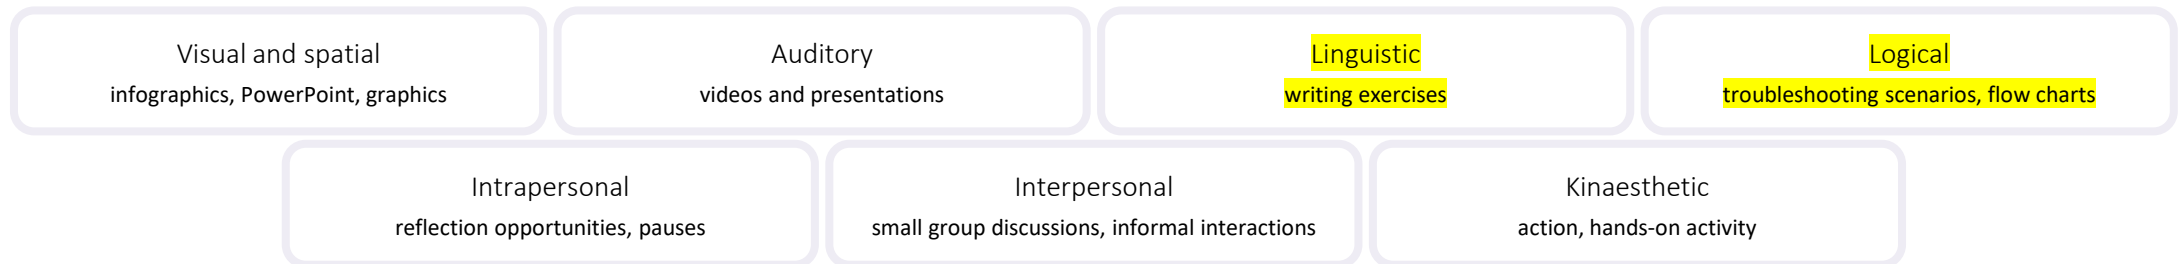 Visual and spatial
infographics, PowerPoint, graphics
Auditory
videos and presentations
Linguistic
writing exercises
Logical
troubleshooting scenarios, flow charts
Intrapersonal
reflection opportunities, pauses
Interpersonal
small group discussions, informal interactions
Kinaesthetic
action, hands-on activity